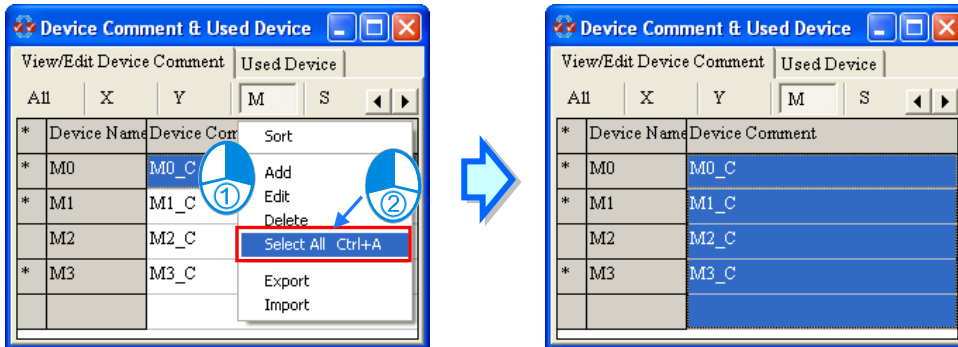 Device Comment & Used Device
View/Edit Device Comment Used Device
All X Y M S
* Device Name Device Com
* M0 M0_C
* M1 M1_C
M2 M2_C
* M3 M3_C
Sort
Add
Edit
Delete
Select All Ctrl+A
Export
Import
①
②
Device Comment & Used Device
View/Edit Device Comment Used Device
All X Y M S
* Device Name Device Comment
* M0 M0_C
* M1 M1_C
M2 M2_C
* M3 M3_C